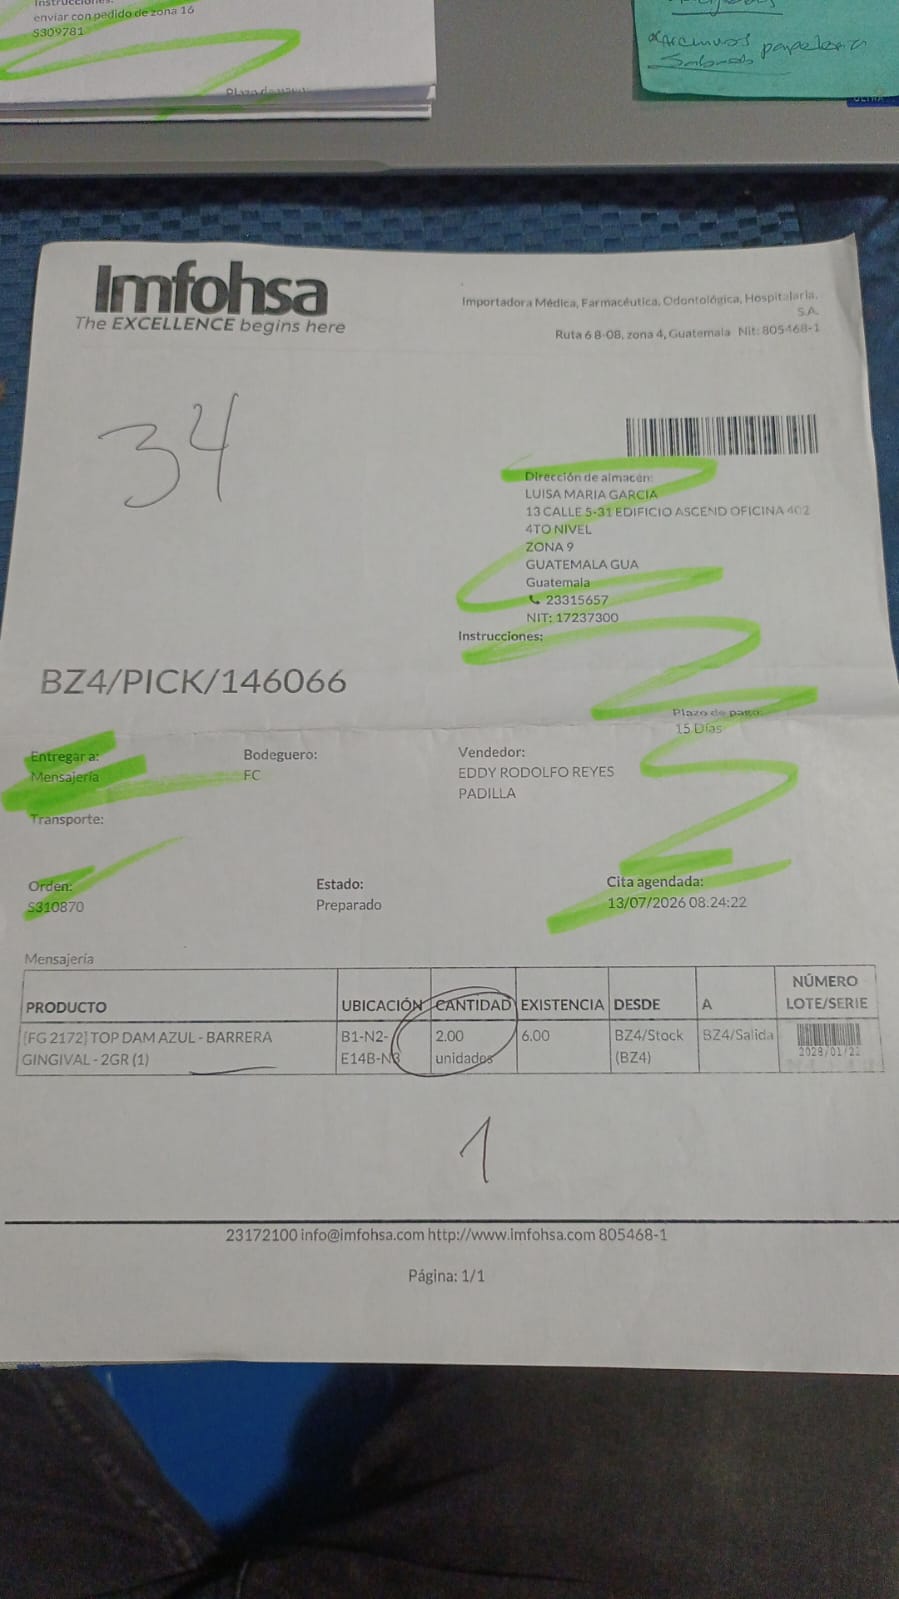 Instrucciones:
enviar con pedido de zona 16
S309781
papelería
Imfohsa
The EXCELLENCE begins here
Importadora Médica, Farmacéutica, Odontológica, Hospitalaria,
S.A.
Ruta 6 8-08, zona 4, Guatemala Nit: 805468-1
34
Dirección de almacén:
LUISA MARIA GARCIA
13 CALLE 5-31 EDIFICIO ASCEND OFICINA 402
4TO NIVEL
ZONA 9
GUATEMALA GUA
Guatemala
23315657
NIT: 17237300
Instrucciones:
BZ4/PICK/146066
Plazo de pago:
15 Días
Entregar a:
Mensajería
Bodeguero:
FC
Vendedor:
EDDY RODOLFO REYES
PADILLA
Transporte:
Orden:
S310870
Estado:
Preparado
Cita agendada:
13/07/2026 08:24:22
Mensajería
PRODUCTO UBICACIÓN CANTIDAD EXISTENCIA DESDE A NÚMERO LOTE/SERIE
[FG 2172] TOP DAM AZUL - BARRERA B1-N2- 2.00 6.00 BZ4/Stock BZ4/Salida
GINGIVAL - 2GR (1) E14B-N3 unidades (BZ4) 2028/01/22
1
23172100 info@imfohsa.com http://www.imfohsa.com 805468-1
Página: 1/1